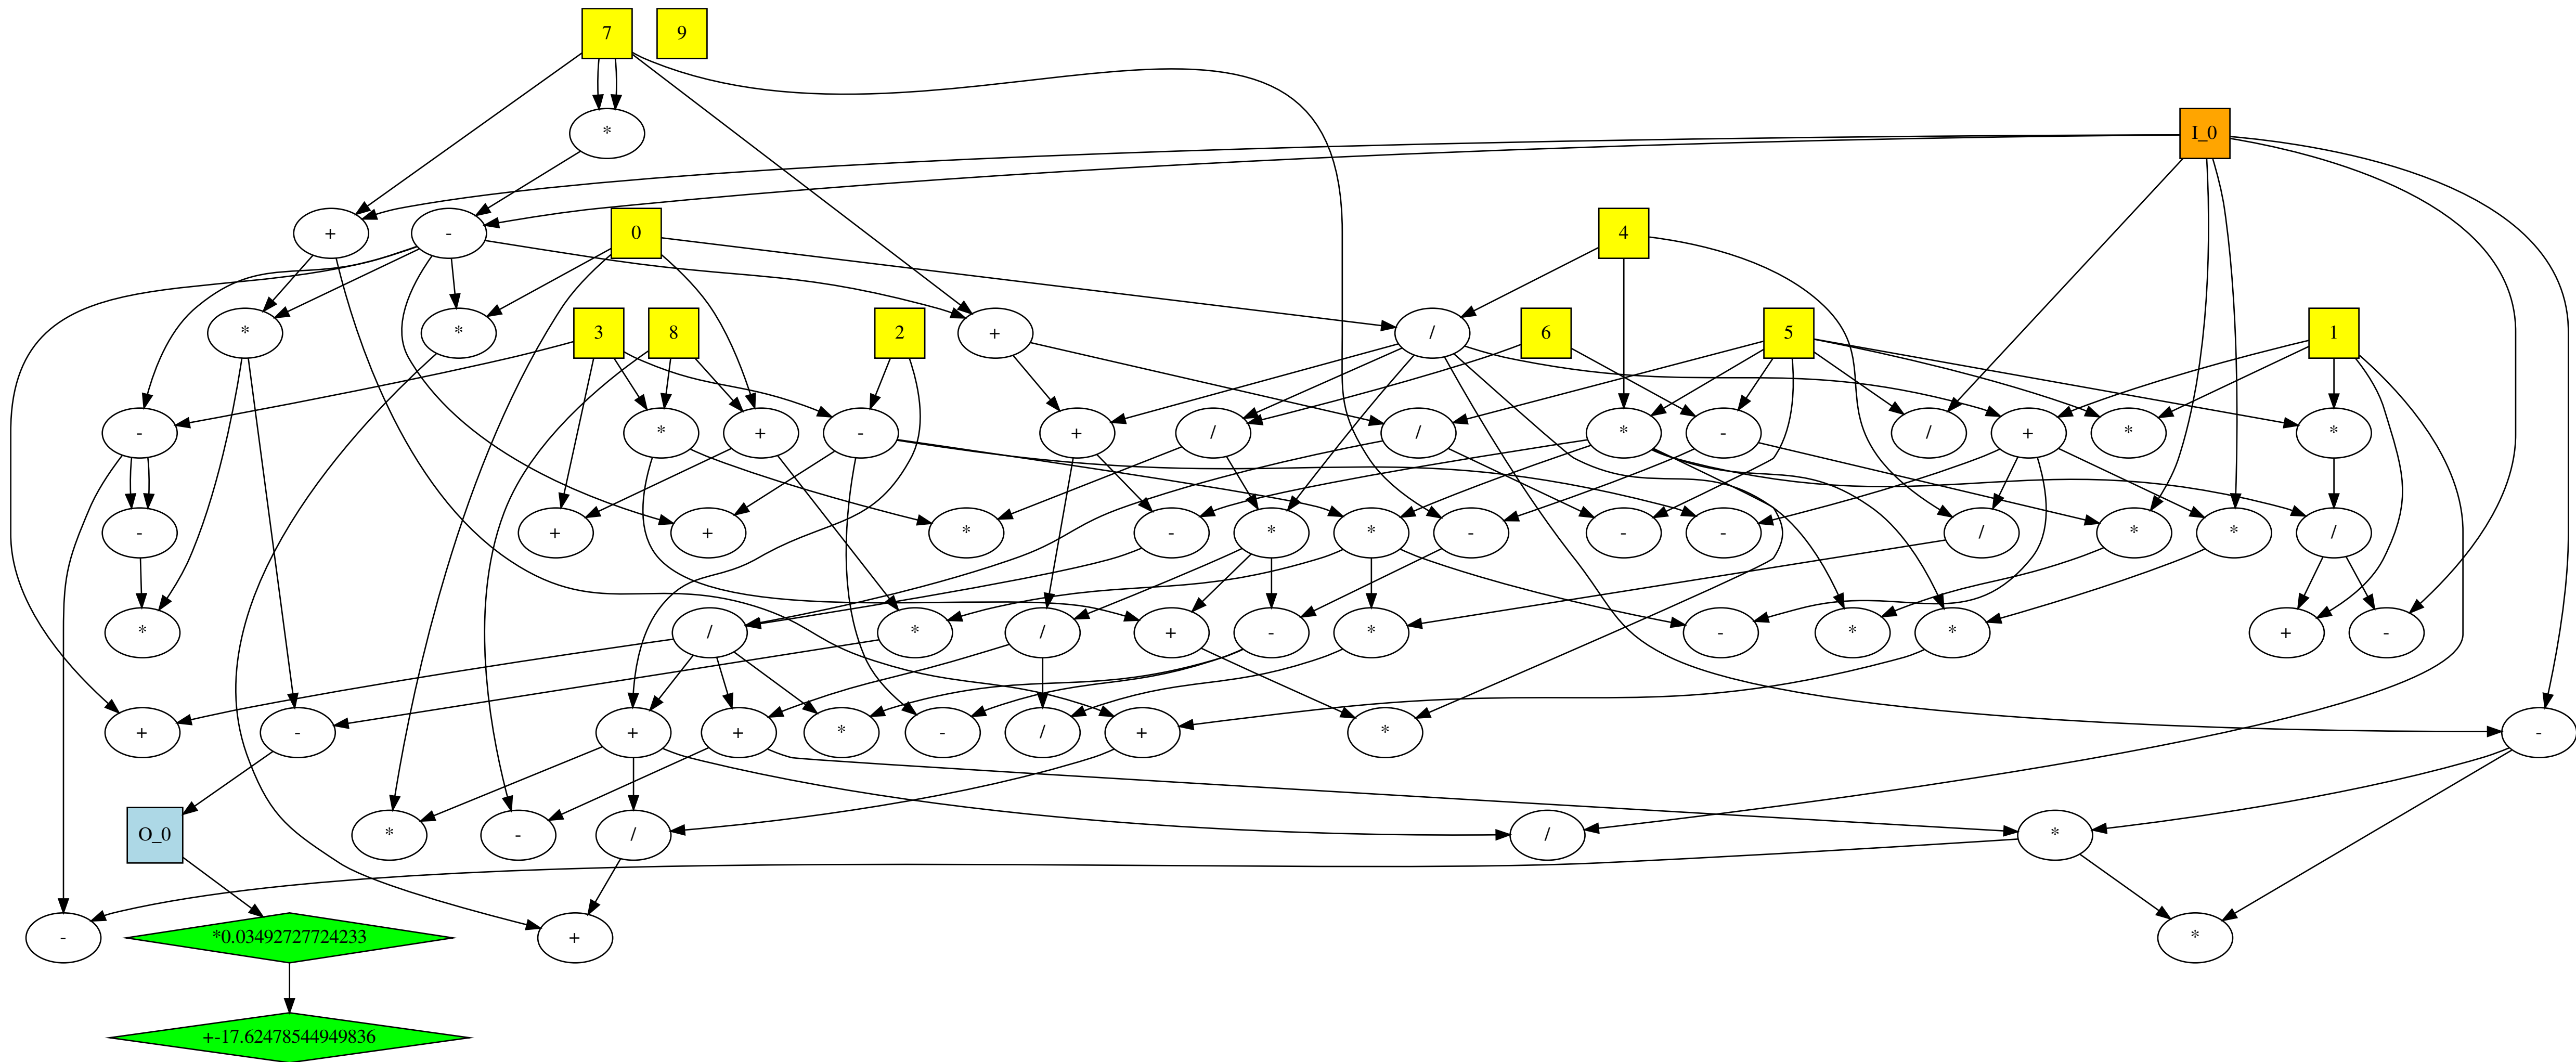 7 9
*
I_0
+ - 0 4
* * 3 8 2 + / 6 5 1
- * + - + / / * - / + * *
- + + * - * * - - - / * * /
* / * / + - * - * * + -
+ - + + * - / + * -
O_0 * - / / *
- *0.03492727724233 + *
+-17.62478544949836